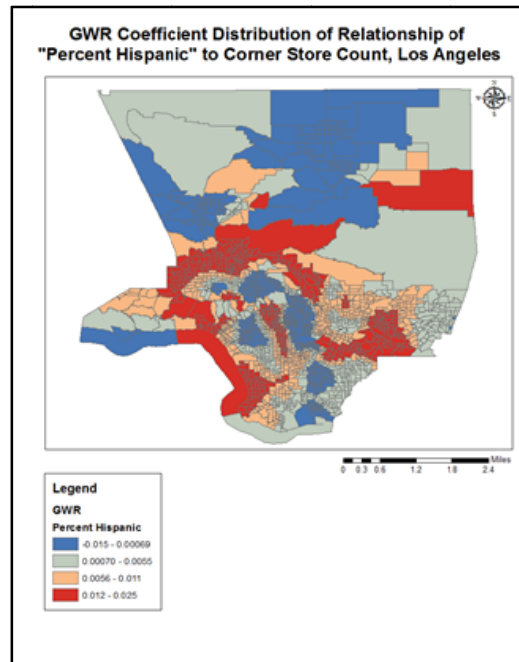 GWR Coefficient Distribution of Relationship of
"Percent Hispanic" to Corner Store Count, Los Angeles
N
W
E
S
Miles
0 0.3 0.6 1.2 1.8 2.4
Legend
GWR
Percent Hispanic
-0.015 - 0.00069
0.00070 - 0.0055
0.0056 - 0.011
0.012 - 0.025